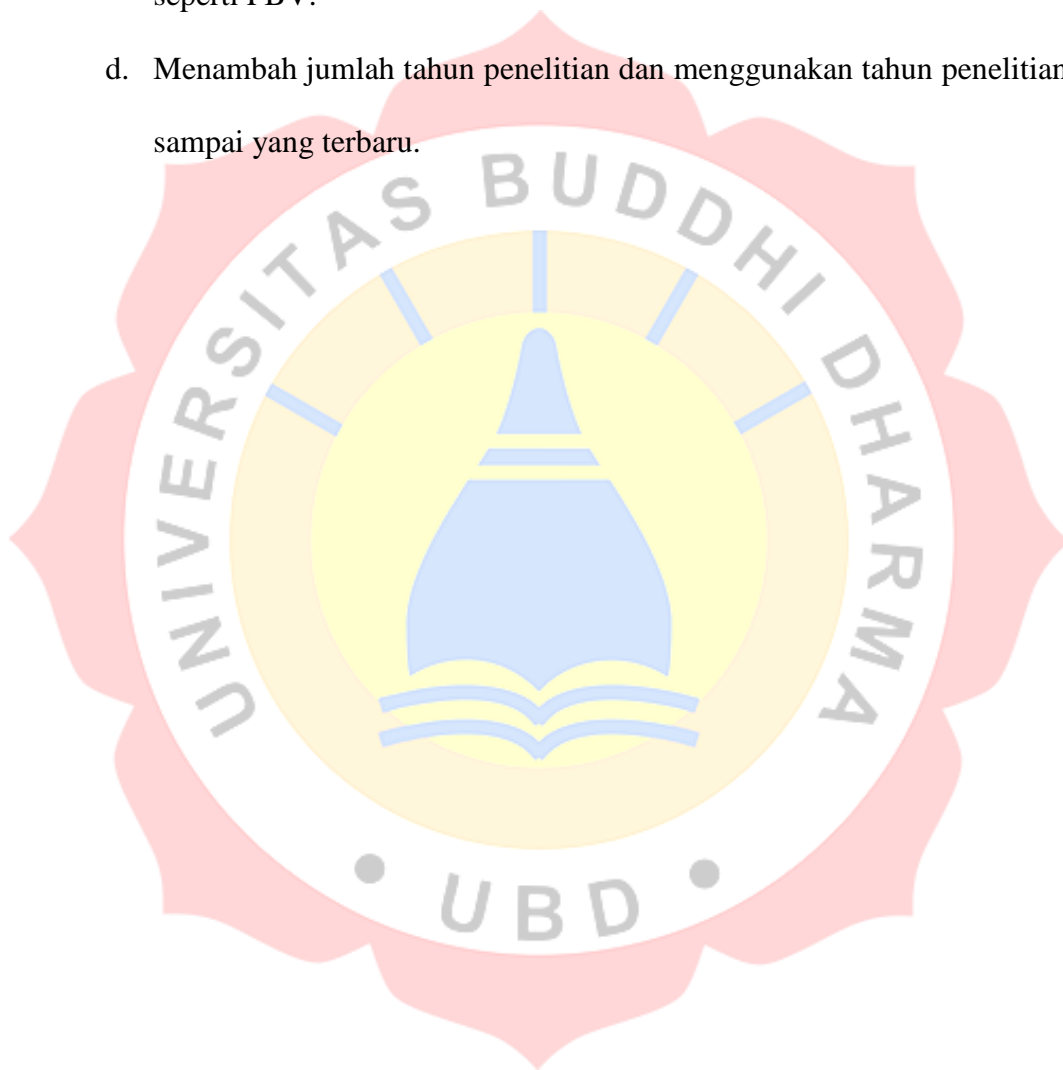 seperti PBV.
d. Menambah jumlah tahun penelitian dan menggunakan tahun penelitian
sampai yang terbaru.
UNIVERSITAS BUDDHI DHARMA
• UBD •